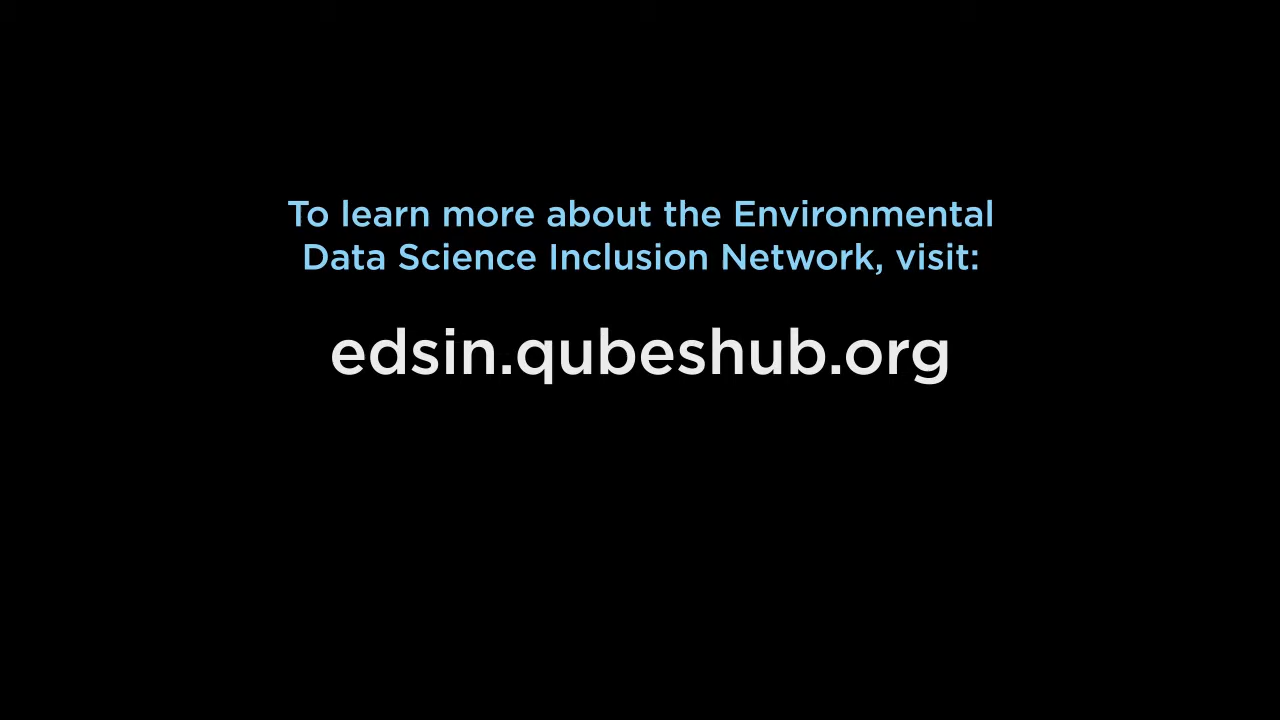 To learn more about the Environmental
Data Science Inclusion Network, visit:
edsin.qubeshub.org